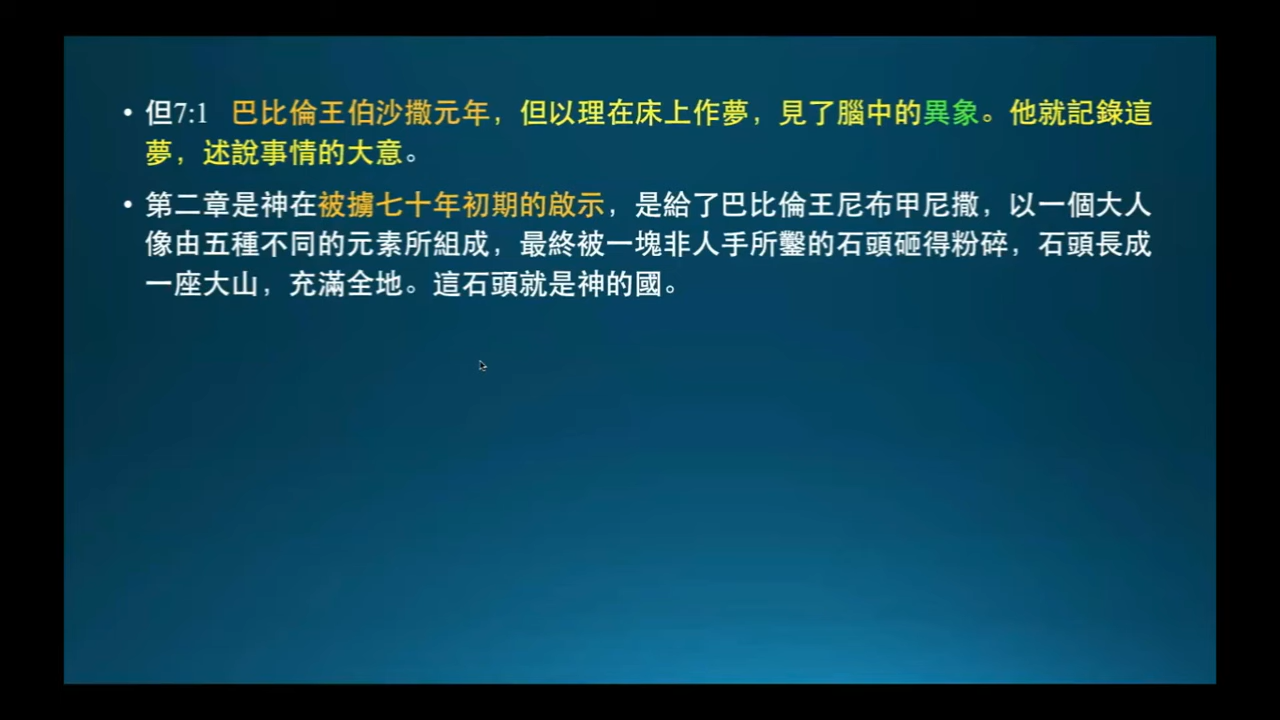 • 但7:1 巴比倫王伯沙撒元年，但以理在床上作夢，見了腦中的異象。他就記錄這
夢，述說事情的大意。
• 第二章是神在被擄七十年初期的啟示，是給了巴比倫王尼布甲尼撒，以一個大人
像由五種不同的元素所組成，最終被一塊非人手所鑿的石頭砸得粉碎，石頭長成
一座大山，充滿全地。這石頭就是神的國。